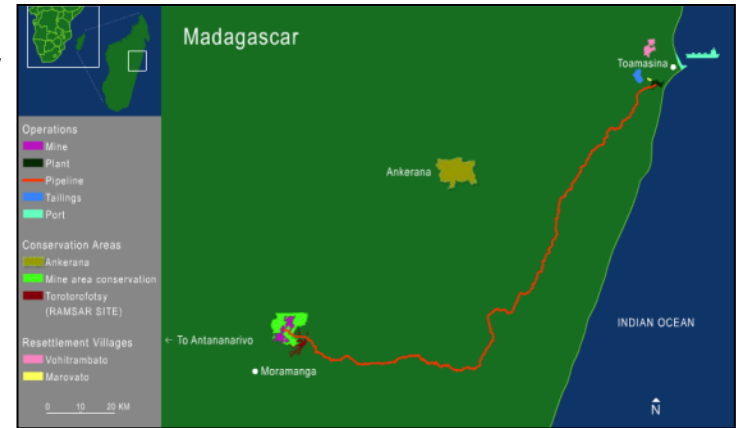 Madagascar
Toamasina
Ankerana
Operations
Mine
Plant
Pipeline
Tailings
Port
Conservation Areas
Ankerana
Mine area conservation
Torotorofotsy
(RAMSAR SITE)
Resettlement Villages
Vohitrambato
Marovato
0 10 20 KM
← To Antananarivo
Moramanga
INDIAN OCEAN
N